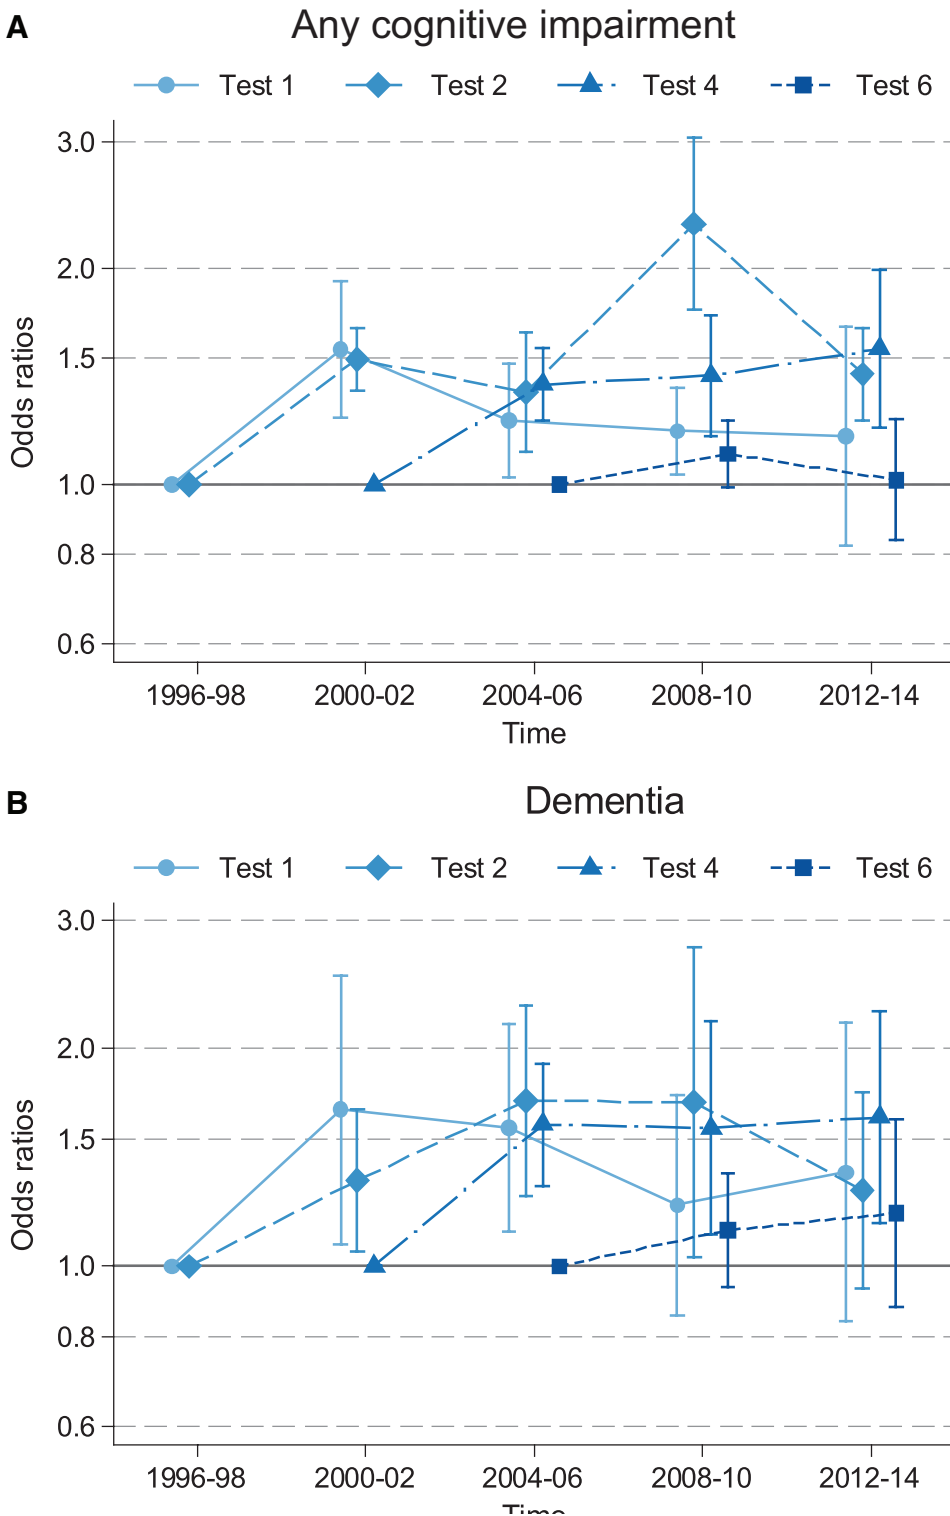 A
Any cognitive impairment
Test 1 Test 2 Test 4 Test 6
3.0
2.0
1.5
1.0
0.8
0.6
Odds ratios
1996-98 2000-02 2004-06 2008-10 2012-14
Time
B
Dementia
Test 1 Test 2 Test 4 Test 6
3.0
2.0
1.5
1.0
0.8
0.6
Odds ratios
1996-98 2000-02 2004-06 2008-10 2012-14
Time